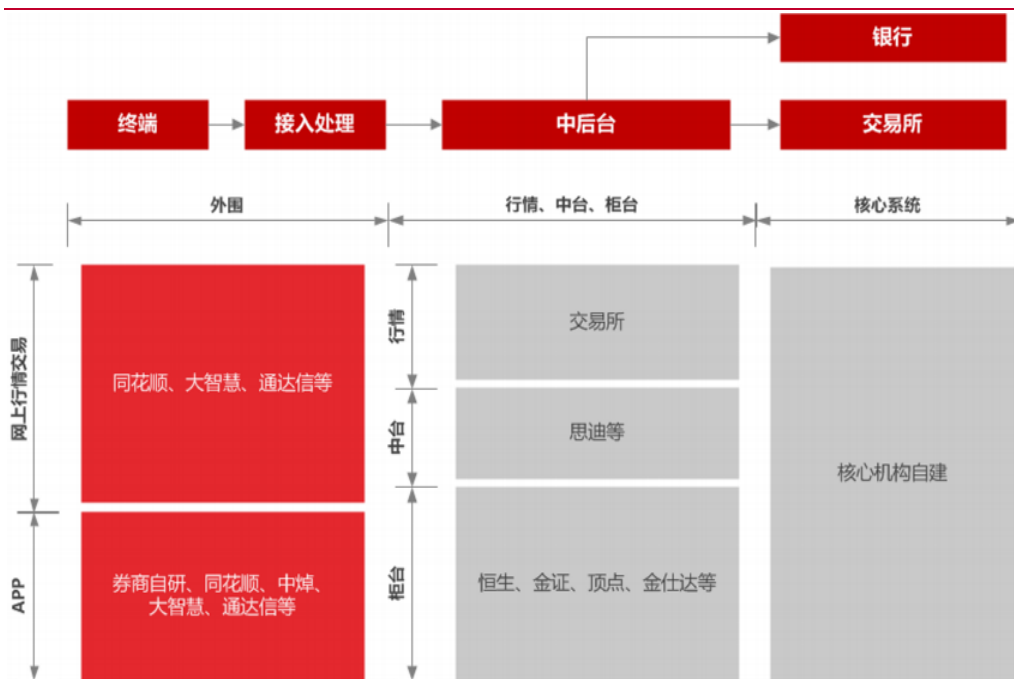 银行
终端
接入处理
中后台
交易所
外围
行情、中台、柜台
核心系统
网上行情交易
同花顺、大智慧、通达信等
行情
交易所
中台
思迪等
核心机构自建
APP
券商自研、同花顺、中焯、
大智慧、通达信等
柜台
恒生、金证、顶点、金仕达等